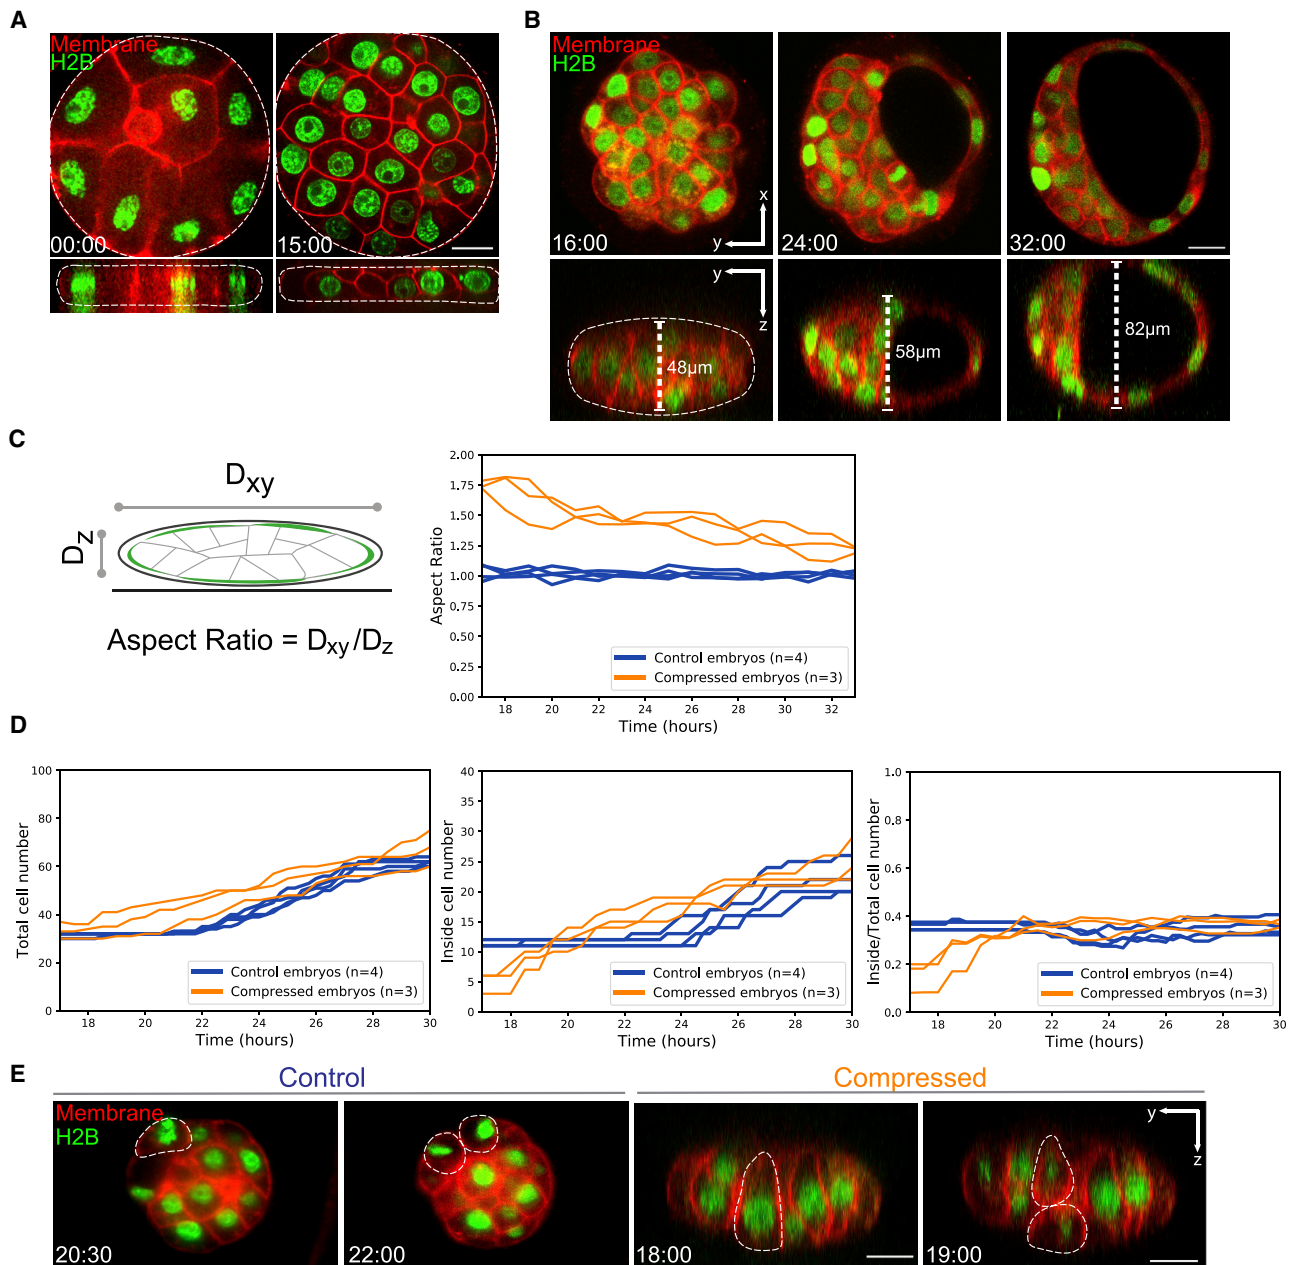 A
Membrane
H2B
00:00
15:00
B
Membrane
H2B
16:00
x
y
24:00
32:00
y
z
48µm
58µm
82µm
C
Dxy
Dz
Aspect Ratio = Dxy/Dz
Aspect Ratio
2.00
1.75
1.50
1.25
1.00
0.75
0.50
0.25
0.00
18 20 22 24 26 28 30 32
Time (hours)
Control embryos (n=4)
Compressed embryos (n=3)
D
Total cell number
100
80
60
40
20
0
18 20 22 24 26 28 30
Time (hours)
Control embryos (n=4)
Compressed embryos (n=3)
Inside cell number
40
35
30
25
20
15
10
5
0
18 20 22 24 26 28 30
Time (hours)
Control embryos (n=4)
Compressed embryos (n=3)
Inside/Total cell number
1.0
0.8
0.6
0.4
0.2
0.0
18 20 22 24 26 28 30
Time (hours)
Control embryos (n=4)
Compressed embryos (n=3)
E
Control
Compressed
Membrane
H2B
20:30
22:00
18:00
19:00
y
z